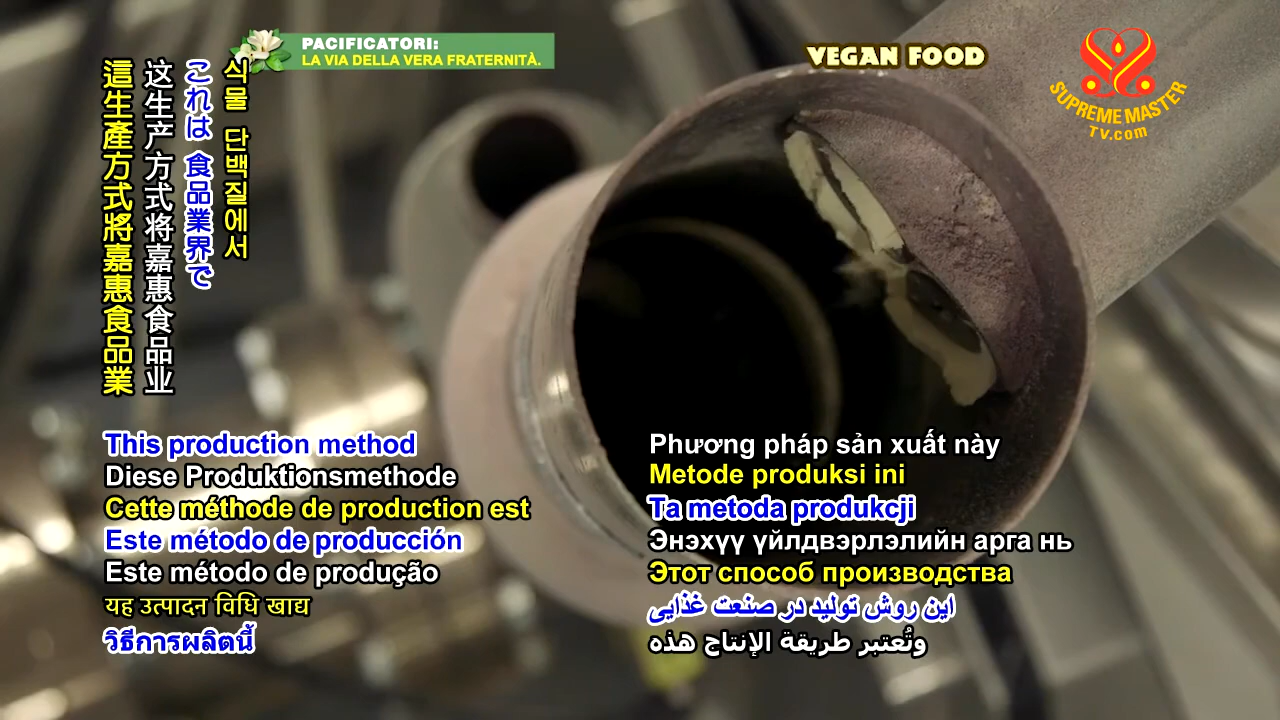 PACIFICATORI:
LA VIA DELLA VERA FRATERNITÀ.
VEGAN FOOD
SUPREME MASTER
TV.com
식물 단백질에서
これは 食品業界で
这生产方式将嘉惠食品业
這生產方式將嘉惠食品業
This production method
Diese Produktionsmethode
Cette méthode de production est
Este método de producción
Este método de produção
यह उत्पादन विधि खाद्य
วิธีการผลิตนี้
Phương pháp sản xuất này
Metode produksi ini
Ta metoda produkcji
Энэхүү үйлдвэрлэлийн арга нь
Этот способ производства
این روش تولید در صنعت غذایی
وتُعتبر طريقة الإنتاج هذه